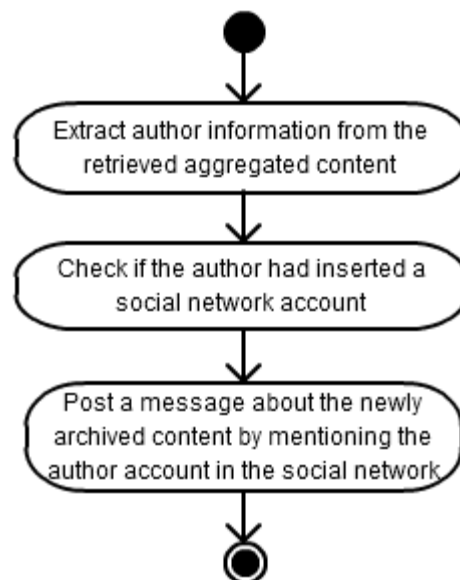 Extract author information from the
retrieved aggregated content
Check if the author had inserted a
social network account
Post a message about the newly
archived content by mentioning the
author account in the social network